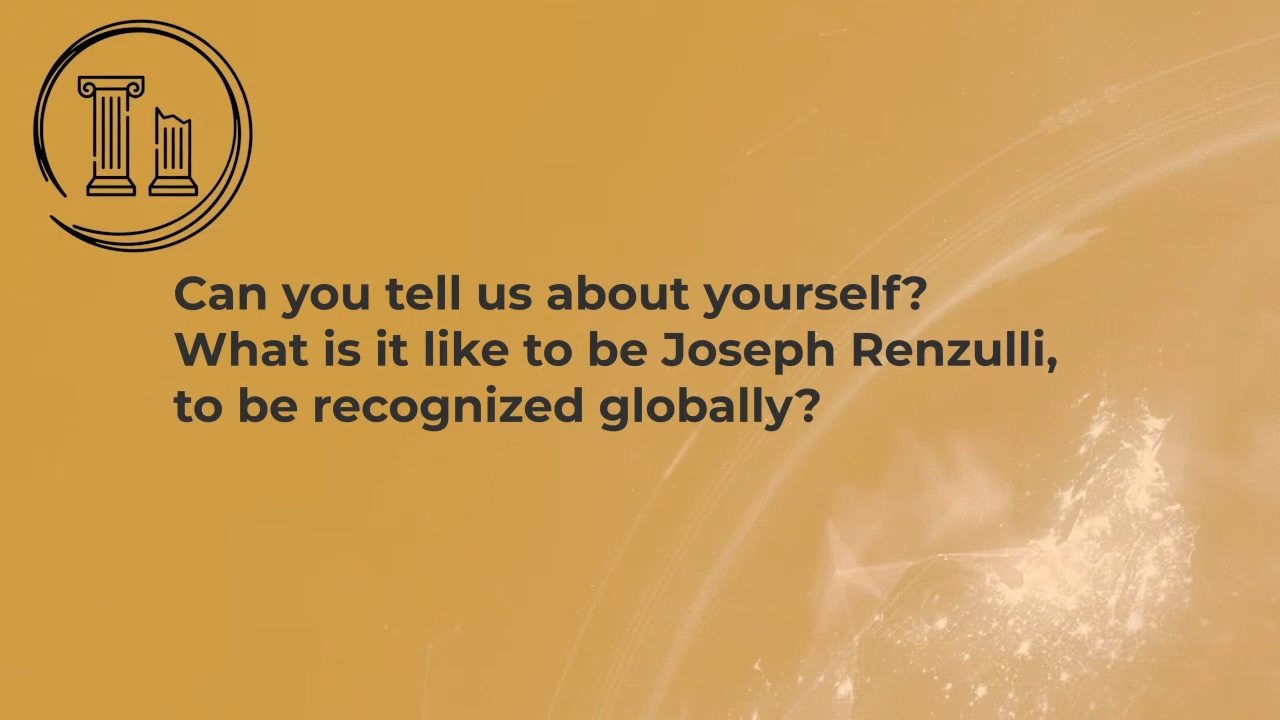 Can you tell us about yourself?
What is it like to be Joseph Renzulli,
to be recognized globally?